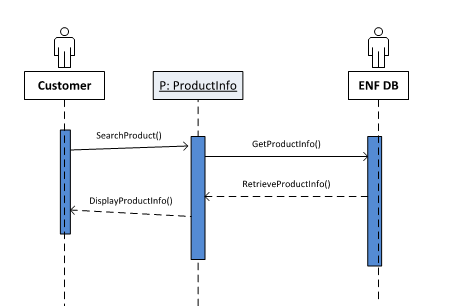 Customer
P: ProductInfo
ENF DB
SearchProduct()
GetProductInfo()
RetrieveProductInfo()
DisplayProductInfo()